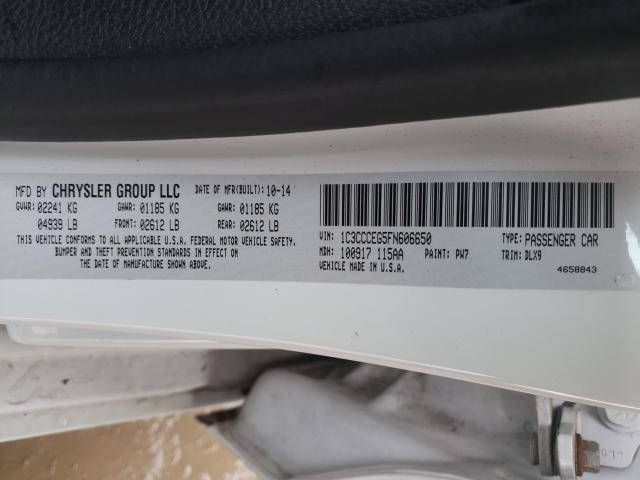 MFD BY CHRYSLER GROUP LLC DATE OF MFR(BUILT): 10-14
GVWR: 02241 KG GAWR: 01185 KG GAWR: 01185 KG
04939 LB FRONT: 02612 LB REAR: 02612 LB
THIS VEHICLE CONFORMS TO ALL APPLICABLE U.S.A. FEDERAL MOTOR VEHICLE SAFETY,
BUMPER AND THEFT PREVENTION STANDARDS IN EFFECT ON
THE DATE OF MANUFACTURE SHOWN ABOVE.
VIN: 1C3CCCEG5FN606650 TYPE: PASSENGER CAR
MDH: 100917 115AA PAINT: PW7 TRIM: DLX9
VEHICLE MADE IN U.S.A. 4658843